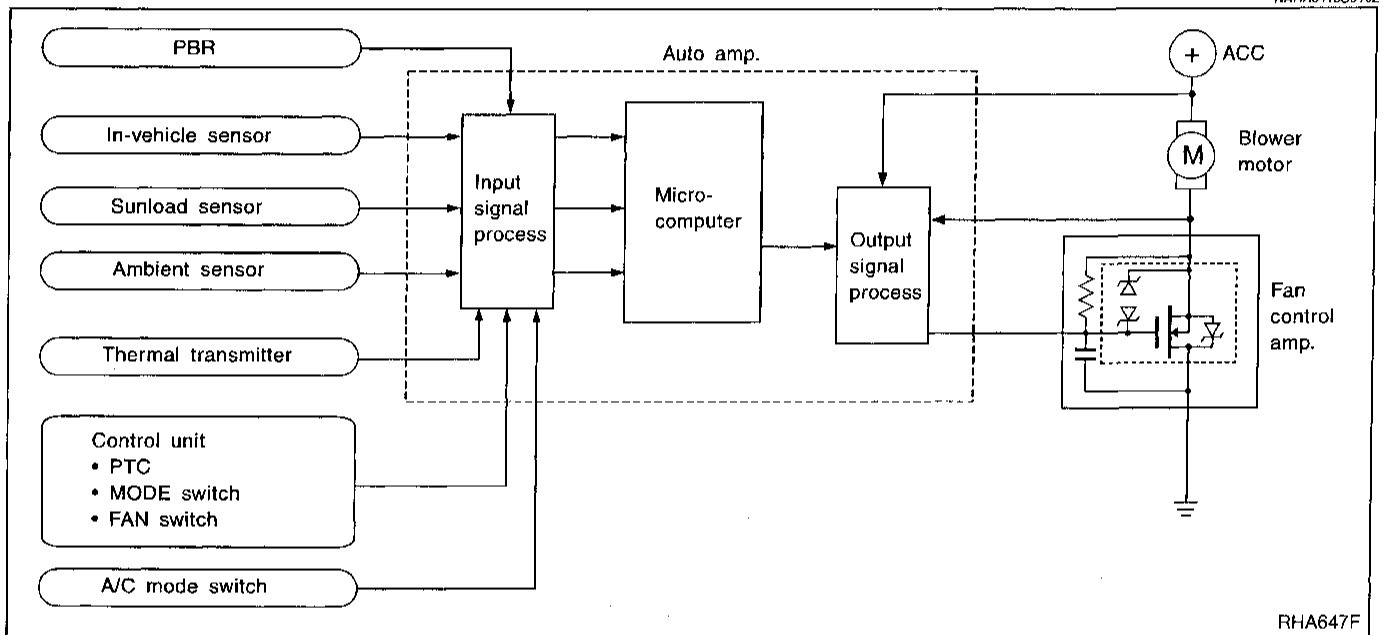 PBR
Auto amp.
+
ACC
In-vehicle sensor
Sunload sensor
Ambient sensor
Input
signal
process
Micro-
computer
Output
signal
process
M
Blower
motor
Fan
control
amp.
Thermal transmitter
Control unit
• PTC
• MODE switch
• FAN switch
A/C mode switch
RHA647F